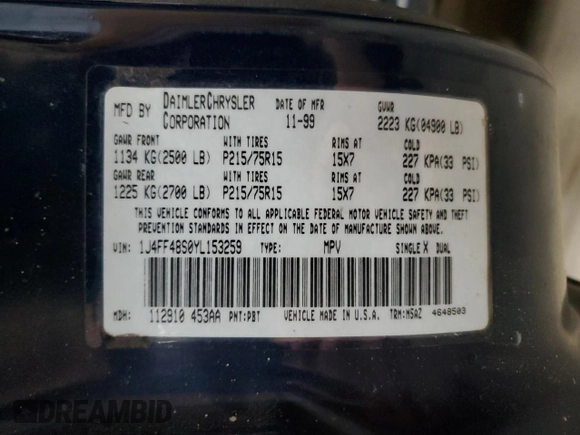 MFD BY DAIMLERCHRYSLER CORPORATION DATE OF MFR 11-99 GVWR 2223 KG(04900 LB)
GAWR FRONT WITH TIRES RIMS AT COLD
1134 KG(2500 LB) P215/75R15 15X7 227 KPA(33 PSI)
GAWR REAR WITH TIRES RIMS AT COLD
1225 KG(2700 LB) P215/75R15 15X7 227 KPA(33 PSI)
THIS VEHICLE CONFORMS TO ALL APPLICABLE FEDERAL MOTOR VEHICLE SAFETY AND THEFT
PREVENTION STANDARDS IN EFFECT ON THE DATE OF MANUFACTURE SHOWN ABOVE.
VIN: 1J4FF48S0YL153259 TYPE: MPV SINGLE X DUAL
MDH: 112910 453AA PNT:PBT VEHICLE MADE IN U.S.A. TRM:M5AZ 4648503
DREAMBID